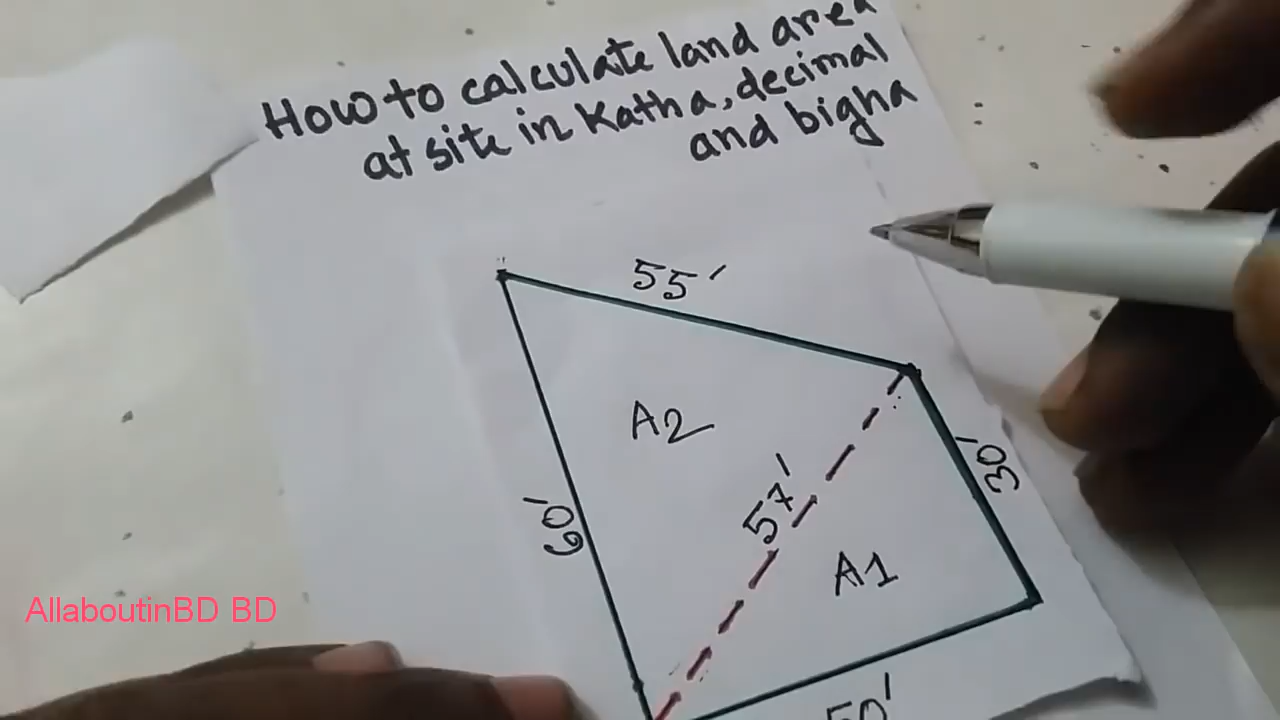 How to calculate land area
at site in Katha, decimal
and bigha
55'
A2
57'
30'
60'
A1
50'
AllaboutinBD BD